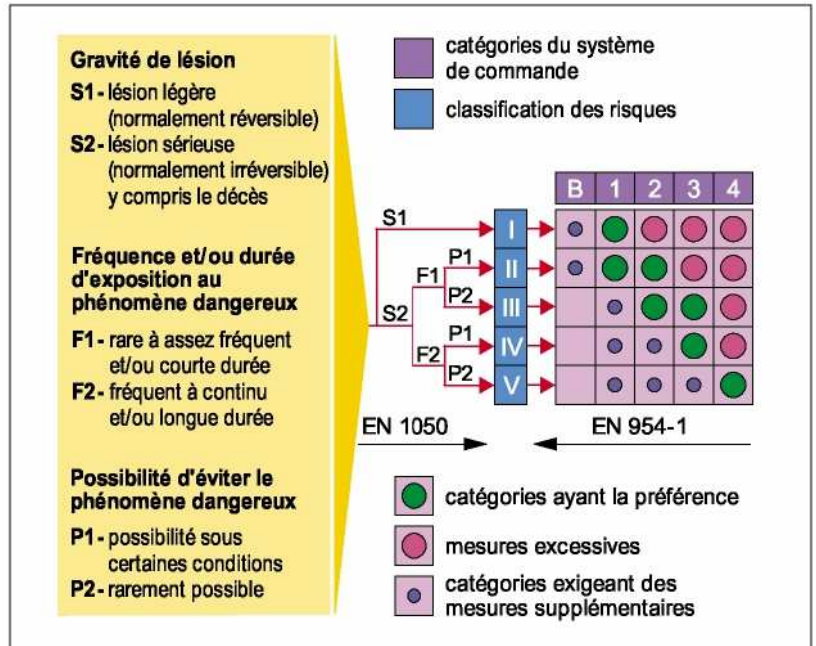 Gravité de lésion
S1- lésion légère
(normalement réversible)
S2- lésion sérieuse
(normalement irréversible)
y compris le décès
Fréquence et/ou durée
d'exposition au
phénomène dangereux
F1- rare à assez fréquent
et/ou courte durée
F2- fréquent à continu
et/ou longue durée
Possibilité d'éviter le
phénomène dangereux
P1- possibilité sous
certaines conditions
P2- rarement possible
catégories du système
de commande
classification des risques
B 1 2 3 4
S1 I
P1 II
F1
P2 III
S2
P1 IV
F2
P2 V
EN 1050 EN 954-1
catégories ayant la préférence
mesures excessives
catégories exigeant des
mesures supplémentaires